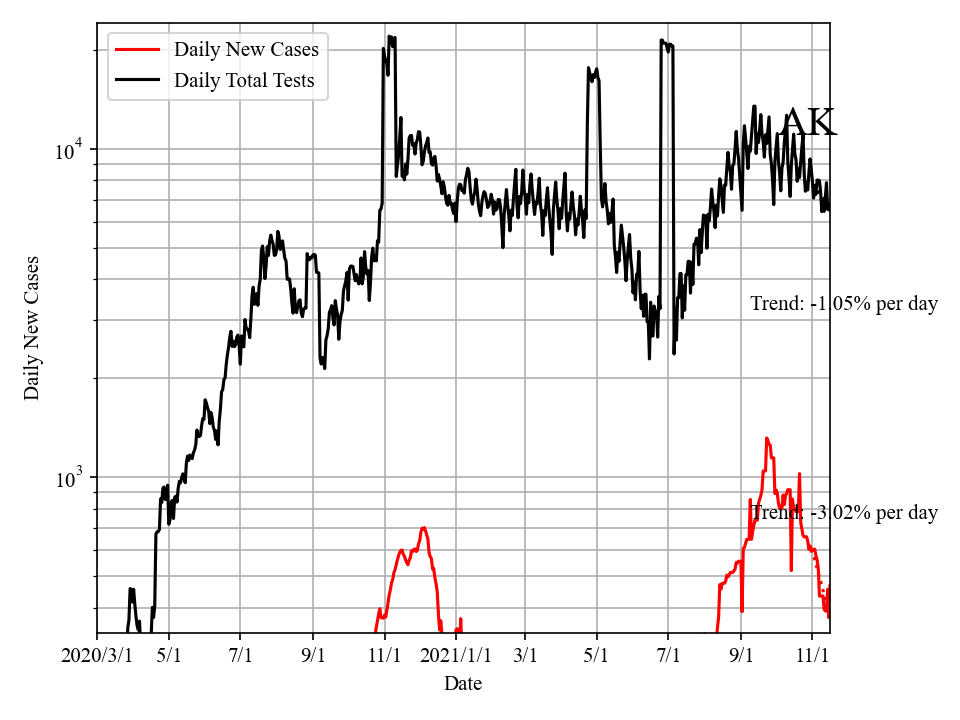 Daily New Cases
Daily Total Tests
AK
10^4
Trend: -1.05% per day
Daily New Cases
10^3
Trend: -3.02% per day
2020/3/1 5/1 7/1 9/1 11/1 2021/1/1 3/1 5/1 7/1 9/1 11/1
Date